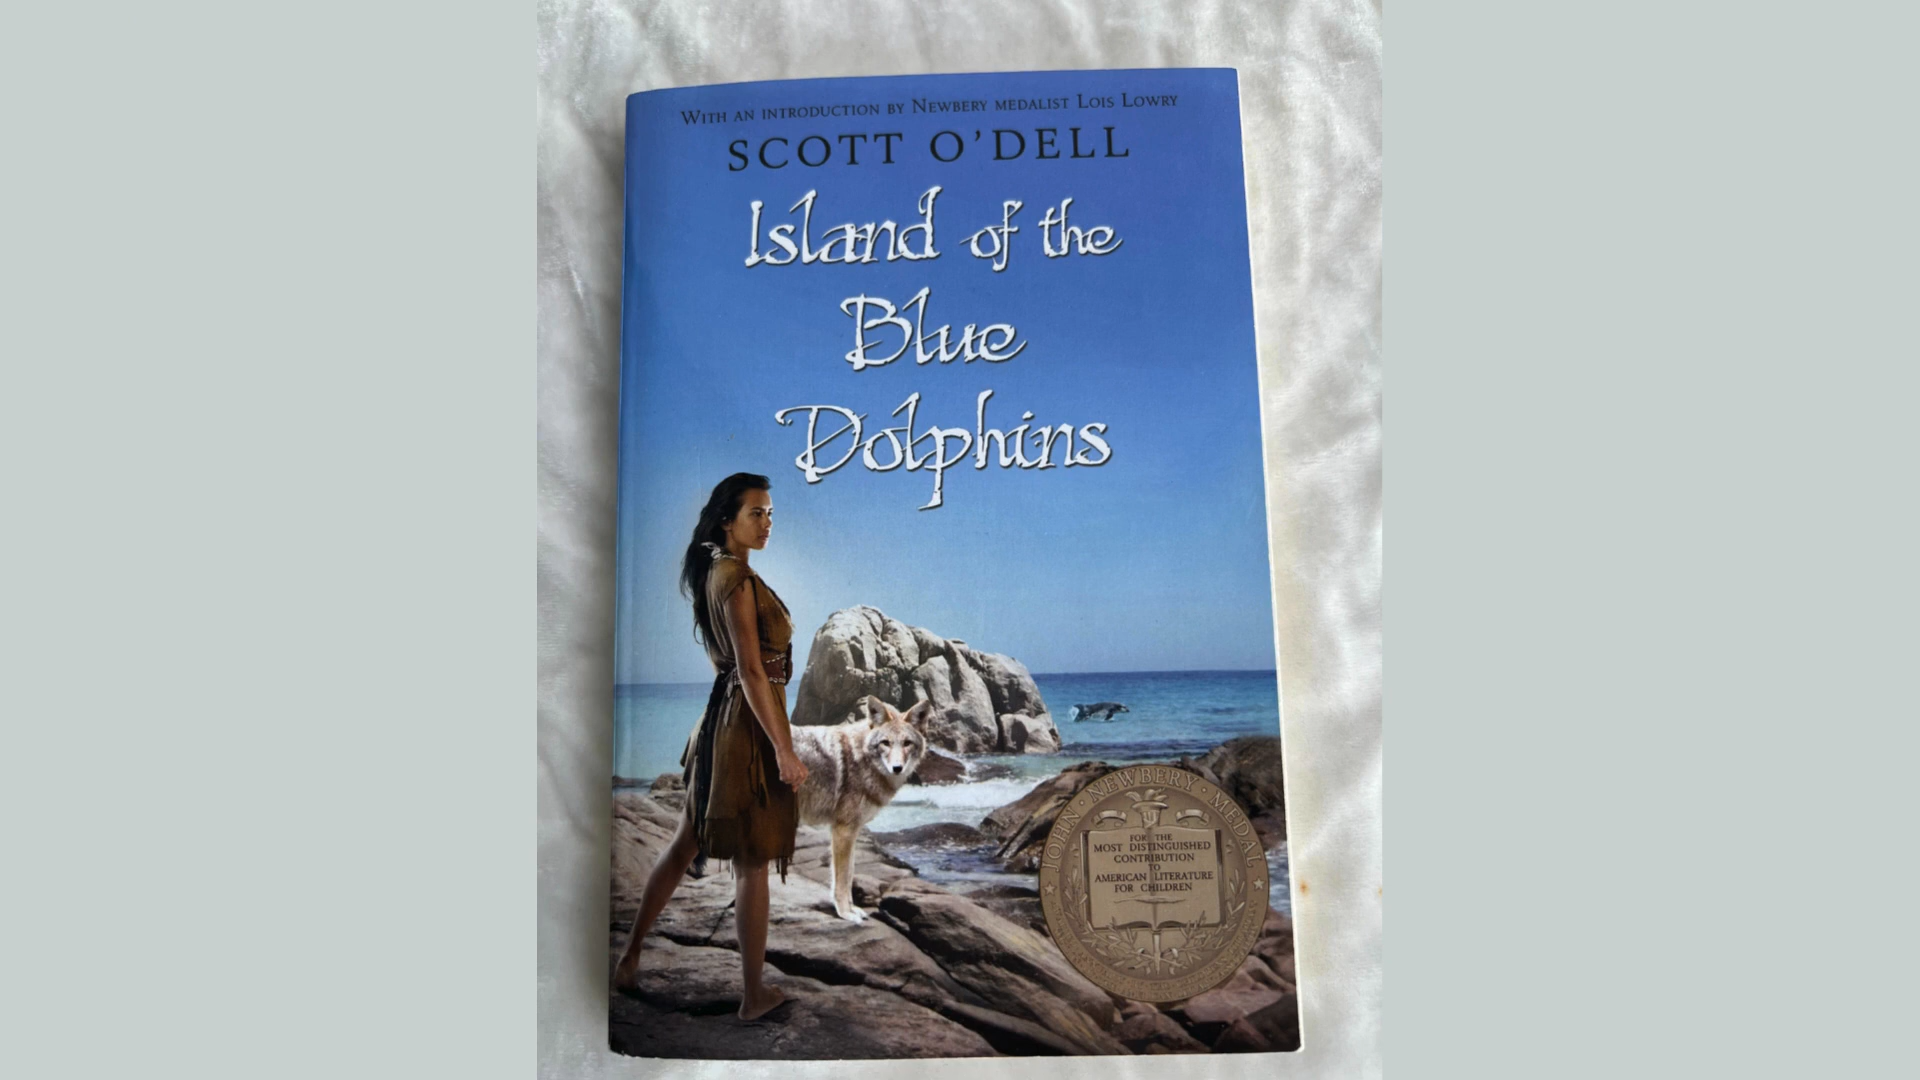 WITH AN INTRODUCTION BY NEWBERY MEDALIST LOIS LOWRY
SCOTT O'DELL
Island of the
Blue
Dolphins
JOHN · NEWBERY · MEDAL
FOR THE
MOST DISTINGUISHED
CONTRIBUTION
TO
AMERICAN LITERATURE
FOR CHILDREN